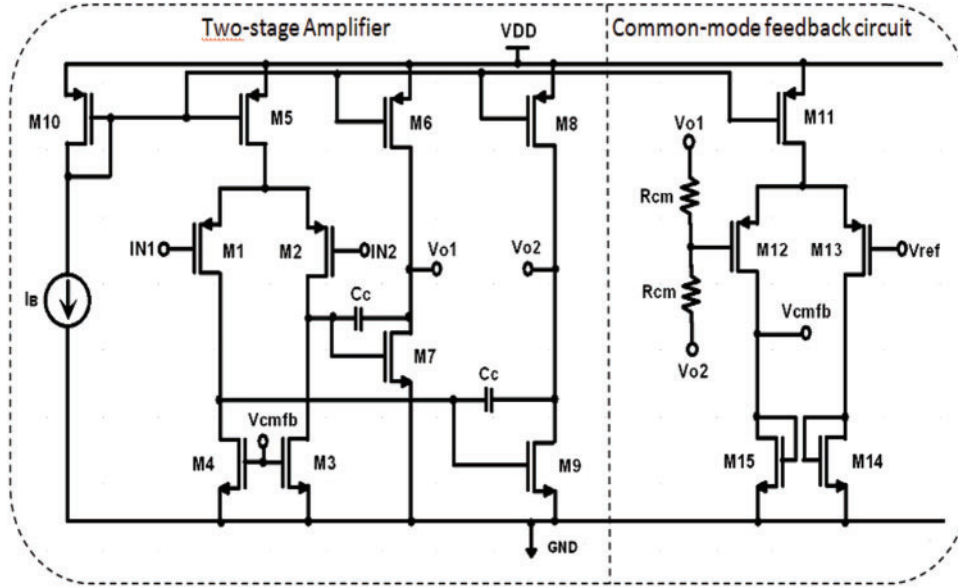 Two-stage Amplifier
VDD
Common-mode feedback circuit
M10
M5
M6
M8
M11
Vo1
Rcm
IN1
M1
M2
IN2
Vo1
Vo2
M12
M13
Vref
IB
Cc
Rcm
Vcmfb
M7
Vo2
Cc
Vcmfb
M4
M3
M9
M15
M14
GND